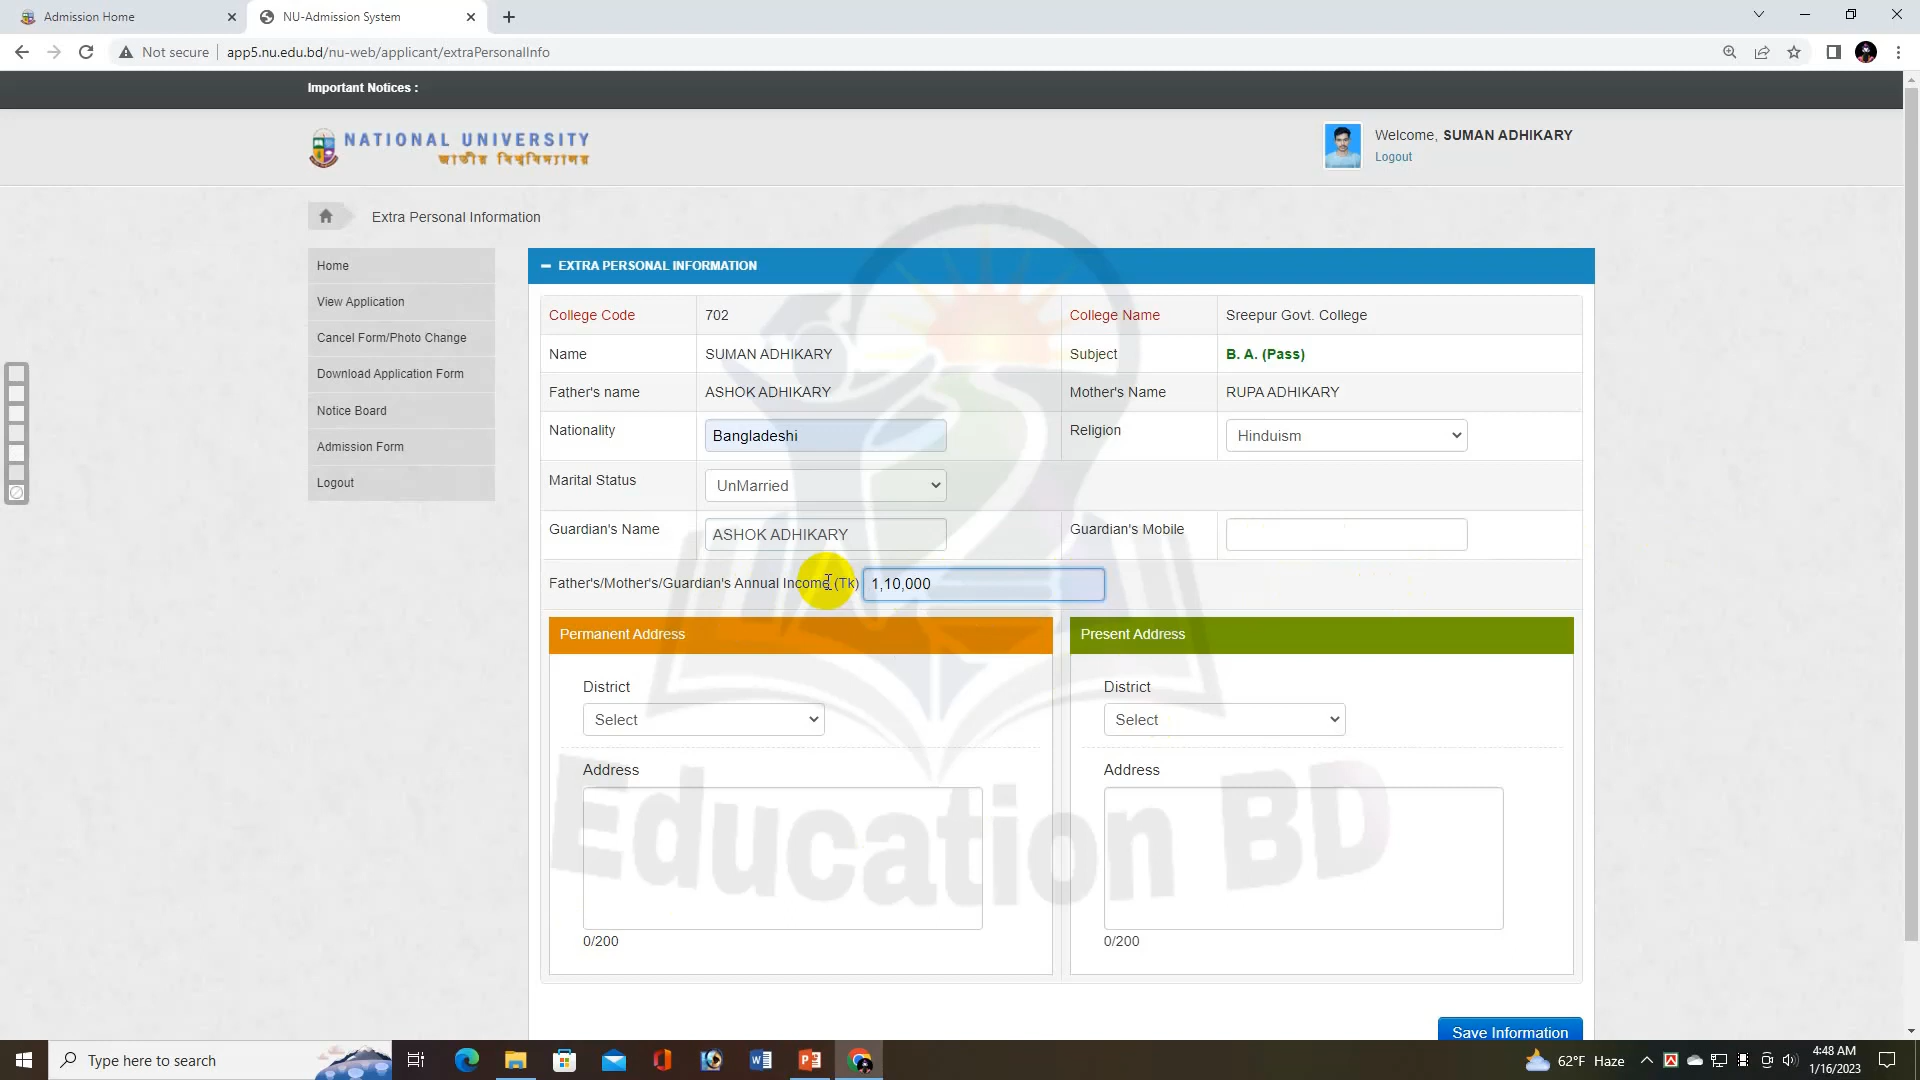 Admission Home
NU-Admission System
Not secure
app5.nu.edu.bd/nu-web/applicant/extraPersonalInfo
Important Notices :
NATIONAL UNIVERSITY
জাতীয় বিশ্ববিদ্যালয়
Welcome, SUMAN ADHIKARY
Logout
Extra Personal Information
Home
View Application
Cancel Form/Photo Change
Download Application Form
Notice Board
Admission Form
Logout
EXTRA PERSONAL INFORMATION
College Code 702 College Name Sreepur Govt. College
Name SUMAN ADHIKARY Subject B. A. (Pass)
Father's name ASHOK ADHIKARY Mother's Name RUPA ADHIKARY
Nationality Bangladeshi Religion Hinduism
Marital Status UnMarried
Guardian's Name ASHOK ADHIKARY Guardian's Mobile
Father's/Mother's/Guardian's Annual Income (Tk) 1,10,000
Permanent Address Present Address
District District
Select Select
Address Address
Education BD
0/200 0/200
Save Information
Type here to search
62°F Haze
4:48 AM
1/16/2023